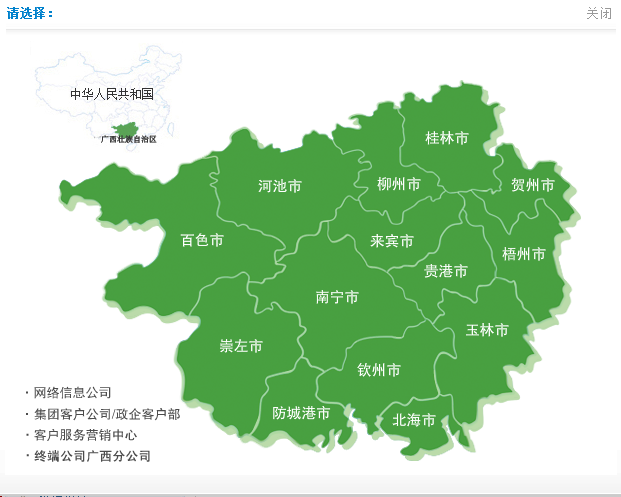 请选择：
关闭
中华人民共和国
广西壮族自治区
桂林市
河池市
柳州市
贺州市
百色市
来宾市
梧州市
贵港市
南宁市
玉林市
崇左市
钦州市
防城港市
北海市
· 网络信息公司
· 集团客户公司/政企客户部
· 客户服务营销中心
· 终端公司广西分公司